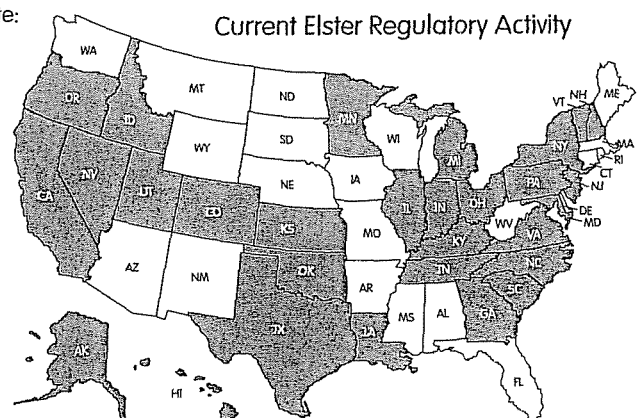 re:
Current Elster Regulatory Activity
WA
MT
ND
MN
VT
NH
ME
OR
ID
SD
WI
MI
NY
MA
RI
CT
WY
NE
IA
PA
NJ
CA
NV
UT
CO
KS
MO
IL
IN
OH
WV
DE
MD
KY
VA
AZ
NM
OK
AR
TN
NC
SC
TX
LA
MS
AL
GA
AK
HI
FL